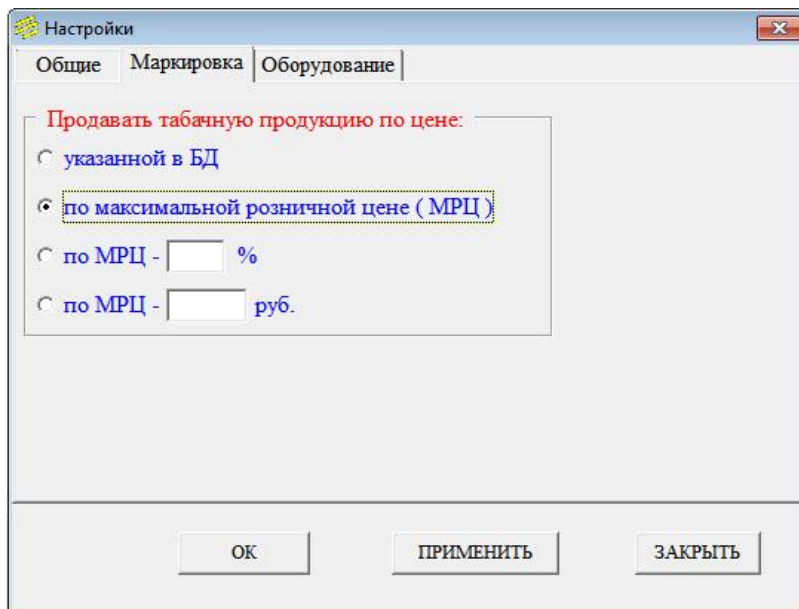 Настройки
Общие Маркировка Оборудование
Продавать табачную продукцию по цене:
указанной в БД
по максимальной розничной цене ( МРЦ )
по МРЦ - %
по МРЦ - руб.
ОК ПРИМЕНИТЬ ЗАКРЫТЬ